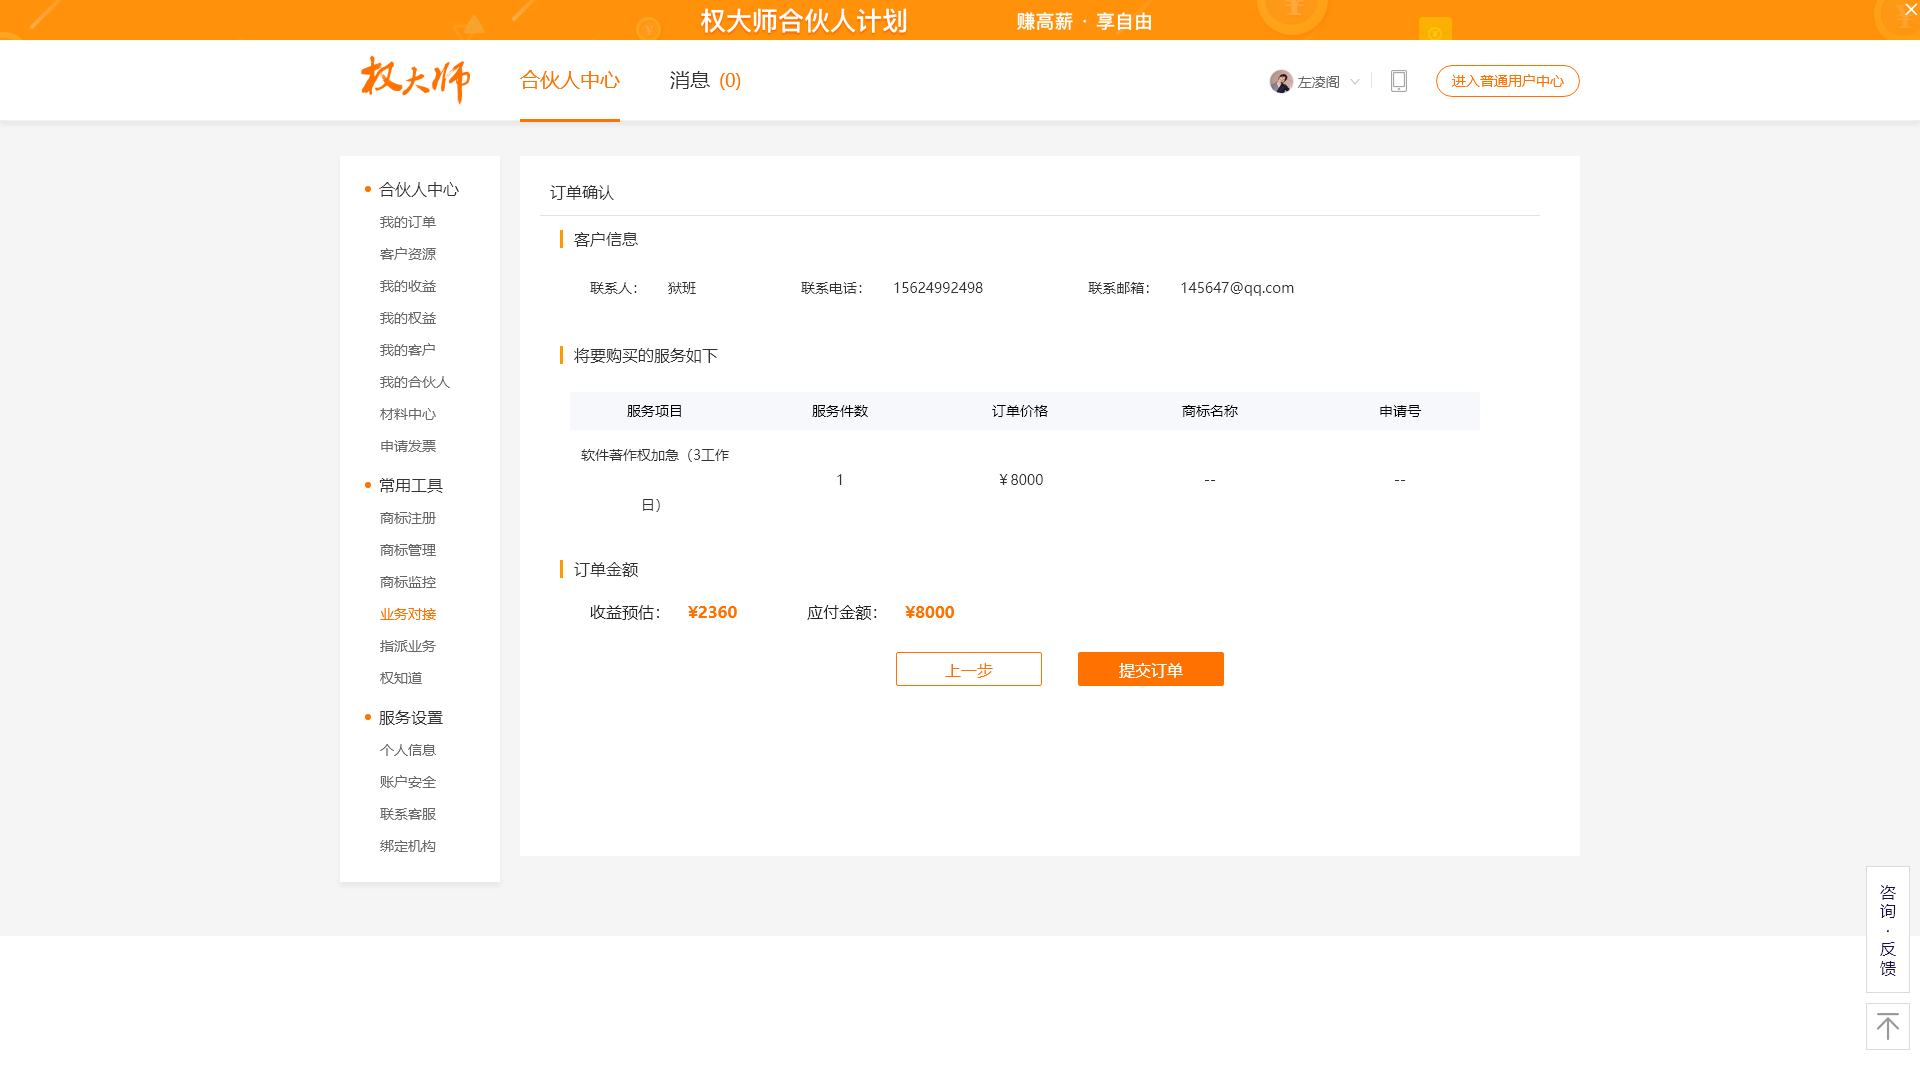 权大师合伙人计划 赚高薪 · 享自由
权大师 合伙人中心 消息 (0) 左凌阁 进入普通用户中心
合伙人中心
我的订单
客户资源
我的收益
我的权益
我的客户
我的合伙人
材料中心
申请发票
常用工具
商标注册
商标管理
商标监控
业务对接
指派业务
权知道
服务设置
个人信息
账户安全
联系客服
绑定机构
订单确认
客户信息
联系人： 狱班 联系电话： 15624992498 联系邮箱： 145647@qq.com
将要购买的服务如下
服务项目 服务件数 订单价格 商标名称 申请号
软件著作权加急（3工作
日） 1 ￥8000 -- --
订单金额
收益预估： ¥2360 应付金额： ¥8000
上一步 提交订单
咨
询
·
反
馈